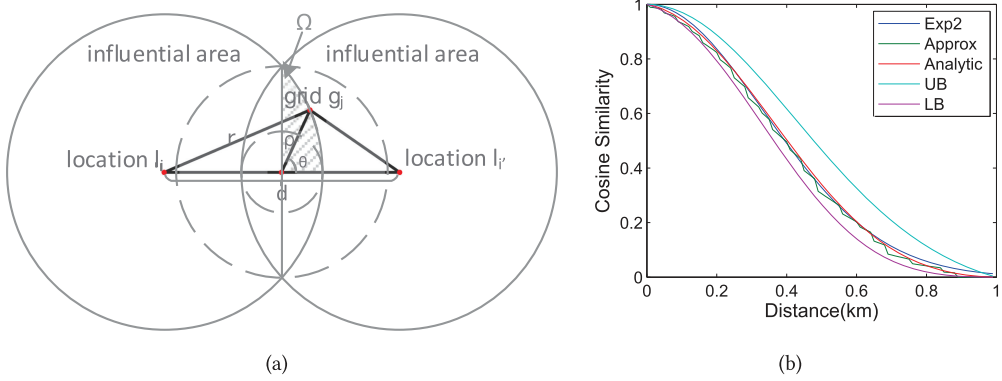 Ω
influential area
influential area
grid gj
r
ρ
θ
location li
location li'
d
(a)
Cosine Similarity
1
0.8
0.6
0.4
0.2
0
0
0.2
0.4
0.6
0.8
1
Distance(km)
Exp2
Approx
Analytic
UB
LB
(b)